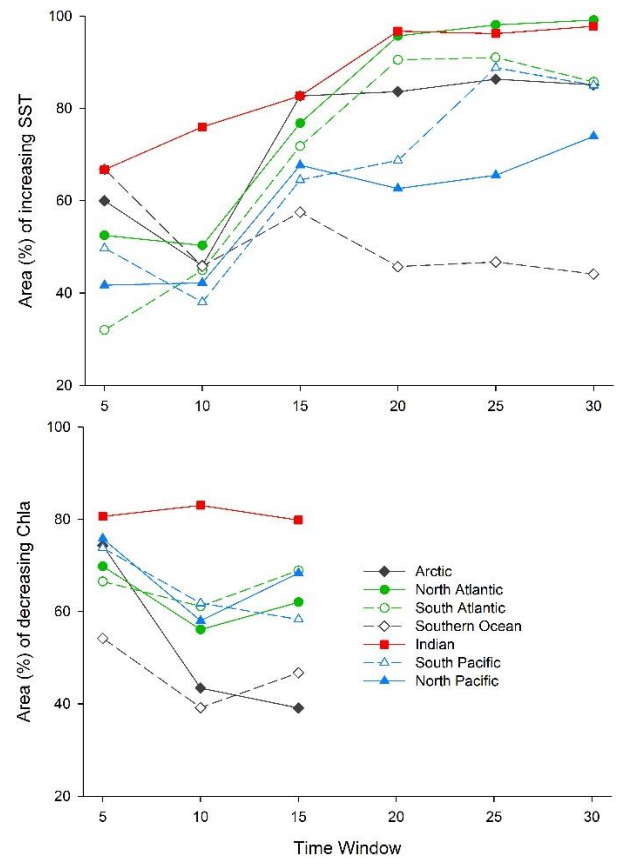 Area (%) of increasing SST
100
80
60
40
20
5 10 15 20 25 30
Area (%) of decreasing Chla
100
80
60
40
20
Arctic
North Atlantic
South Atlantic
Southern Ocean
Indian
South Pacific
North Pacific
5 10 15 20 25 30
Time Window